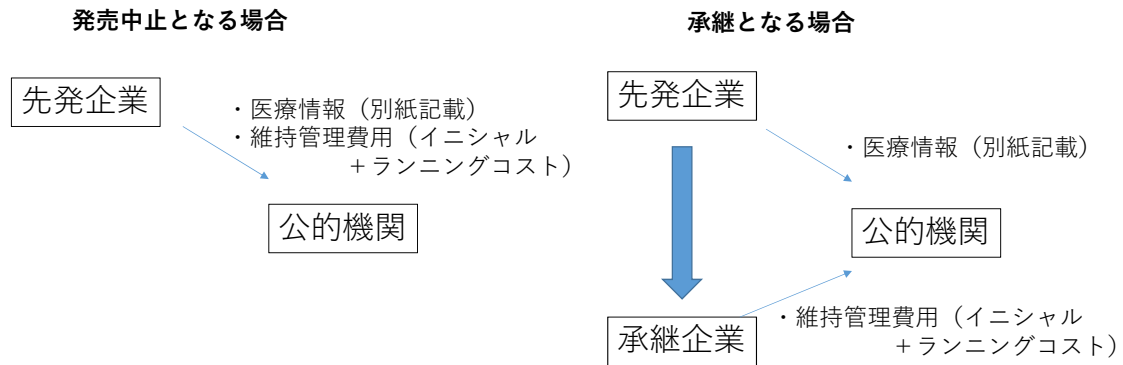 発売中止となる場合
先発企業
・医療情報（別紙記載）
・維持管理費用（イニシャル
＋ランニングコスト）
公的機関
承継となる場合
先発企業
・医療情報（別紙記載）
公的機関
・維持管理費用（イニシャル
＋ランニングコスト）
承継企業